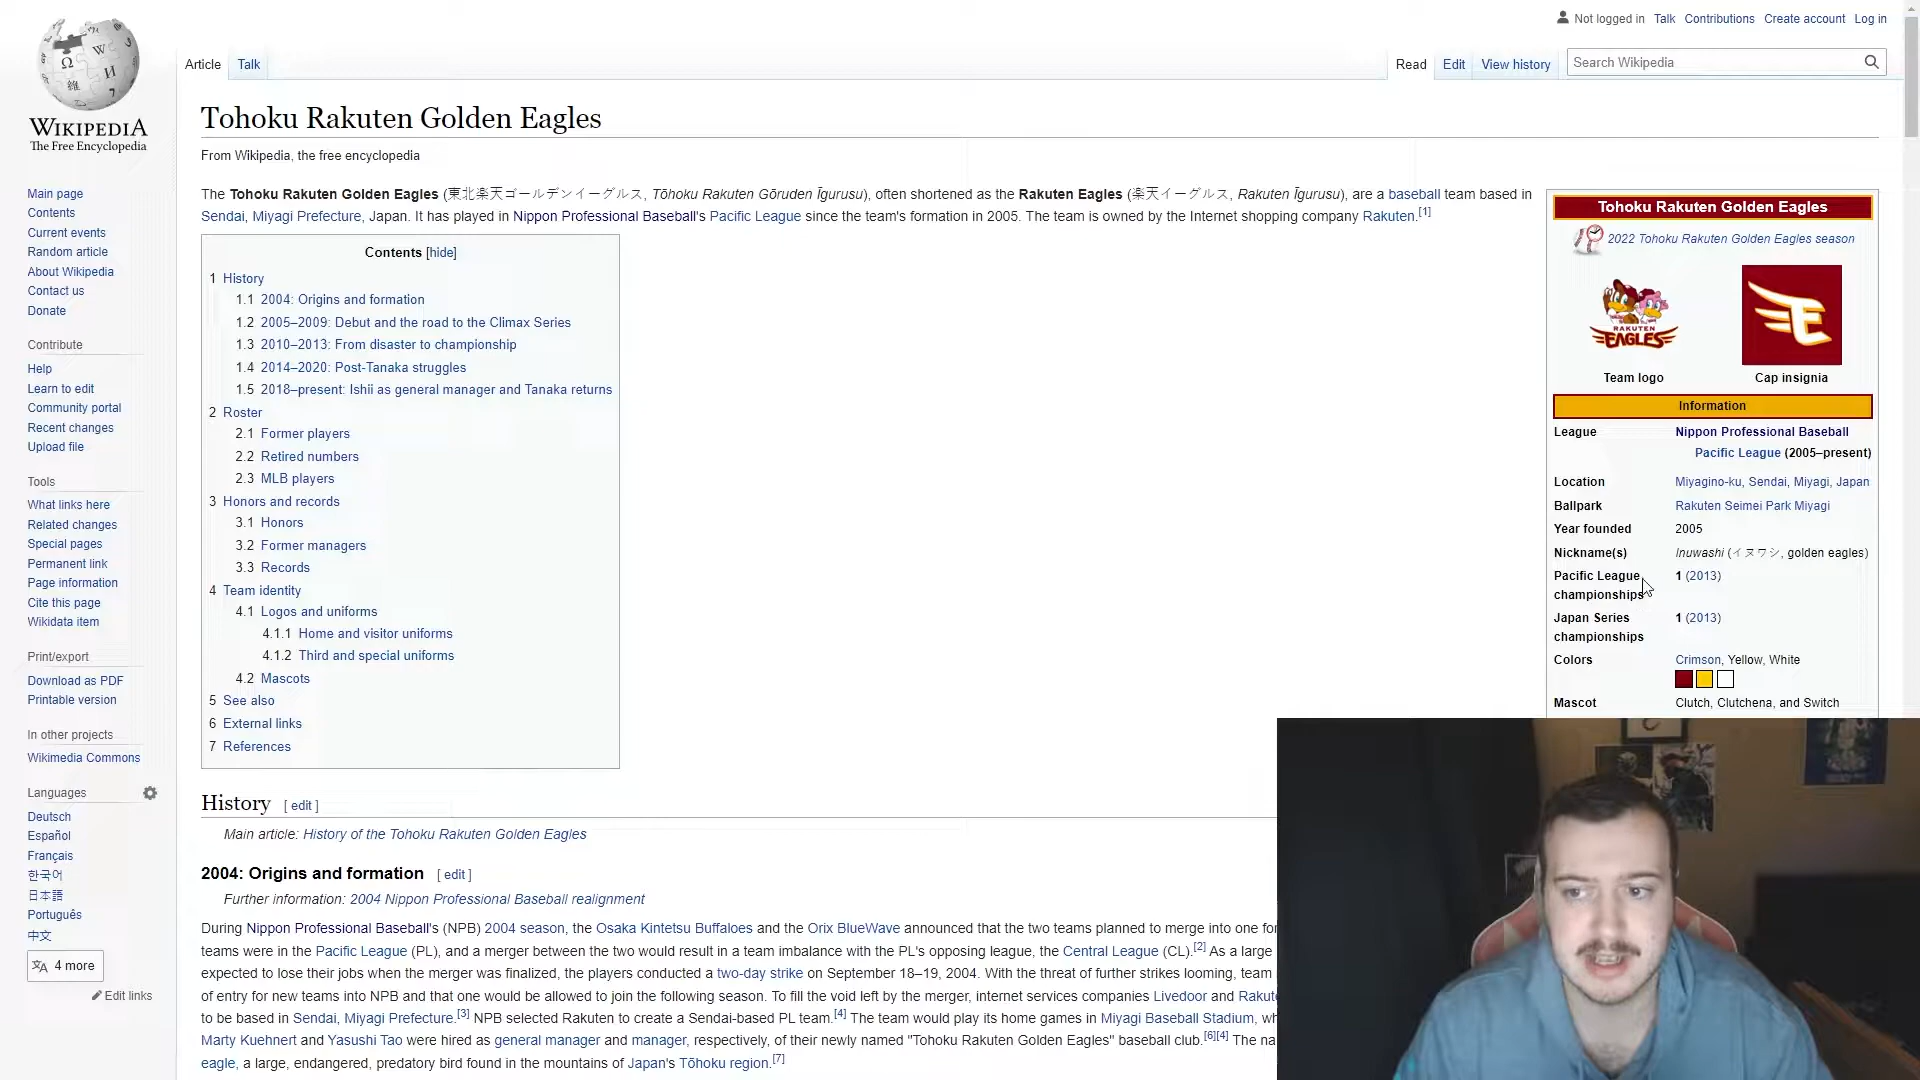 Not logged in Talk Contributions Create account Log in
Article Talk
Read Edit View history Search Wikipedia
WIKIPEDIA
The Free Encyclopedia
Main page
Contents
Current events
Random article
About Wikipedia
Contact us
Donate
Contribute
Help
Learn to edit
Community portal
Recent changes
Upload file
Tools
What links here
Related changes
Special pages
Permanent link
Page information
Cite this page
Wikidata item
Print/export
Download as PDF
Printable version
In other projects
Wikimedia Commons
Languages
Deutsch
Español
Français
한국어
日本語
Português
中文
4 more
Edit links
Tohoku Rakuten Golden Eagles
From Wikipedia, the free encyclopedia
The Tohoku Rakuten Golden Eagles (東北楽天ゴールデンイーグルス, Tōhoku Rakuten Gōruden Īgurusu), often shortened as the Rakuten Eagles (楽天イーグルス, Rakuten Īgurusu), are a baseball team based in
Sendai, Miyagi Prefecture, Japan. It has played in Nippon Professional Baseball's Pacific League since the team's formation in 2005. The team is owned by the Internet shopping company Rakuten.[1]
Contents [hide]
1 History
1.1 2004: Origins and formation
1.2 2005–2009: Debut and the road to the Climax Series
1.3 2010–2013: From disaster to championship
1.4 2014–2020: Post-Tanaka struggles
1.5 2018–present: Ishii as general manager and Tanaka returns
2 Roster
2.1 Former players
2.2 Retired numbers
2.3 MLB players
3 Honors and records
3.1 Honors
3.2 Former managers
3.3 Records
4 Team identity
4.1 Logos and uniforms
4.1.1 Home and visitor uniforms
4.1.2 Third and special uniforms
4.2 Mascots
5 See also
6 External links
7 References
Tohoku Rakuten Golden Eagles
2022 Tohoku Rakuten Golden Eagles season
RAKUTEN
EAGLES
E
Team logo Cap insignia
Information
League Nippon Professional Baseball
Pacific League (2005–present)
Location Miyagino-ku, Sendai, Miyagi, Japan
Ballpark Rakuten Seimei Park Miyagi
Year founded 2005
Nickname(s) Inuwashi (イヌワシ, golden eagles)
Pacific League 1 (2013)
championships
Japan Series 1 (2013)
championships
Colors Crimson, Yellow, White
Mascot Clutch, Clutchena, and Switch
History [ edit ]
Main article: History of the Tohoku Rakuten Golden Eagles
2004: Origins and formation [ edit ]
Further information: 2004 Nippon Professional Baseball realignment
During Nippon Professional Baseball's (NPB) 2004 season, the Osaka Kintetsu Buffaloes and the Orix BlueWave announced that the two teams planned to merge into one for
teams were in the Pacific League (PL), and a merger between the two would result in a team imbalance with the PL's opposing league, the Central League (CL).[2] As a large
expected to lose their jobs when the merger was finalized, the players conducted a two-day strike on September 18–19, 2004. With the threat of further strikes looming, team
of entry for new teams into NPB and that one would be allowed to join the following season. To fill the void left by the merger, internet services companies Livedoor and Rakute
to be based in Sendai, Miyagi Prefecture.[3] NPB selected Rakuten to create a Sendai-based PL team.[4] The team would play its home games in Miyagi Baseball Stadium, wh
Marty Kuehnert and Yasushi Tao were hired as general manager and manager, respectively, of their newly named "Tohoku Rakuten Golden Eagles" baseball club.[6][4] The na
eagle, a large, endangered, predatory bird found in the mountains of Japan's Tōhoku region.[7]